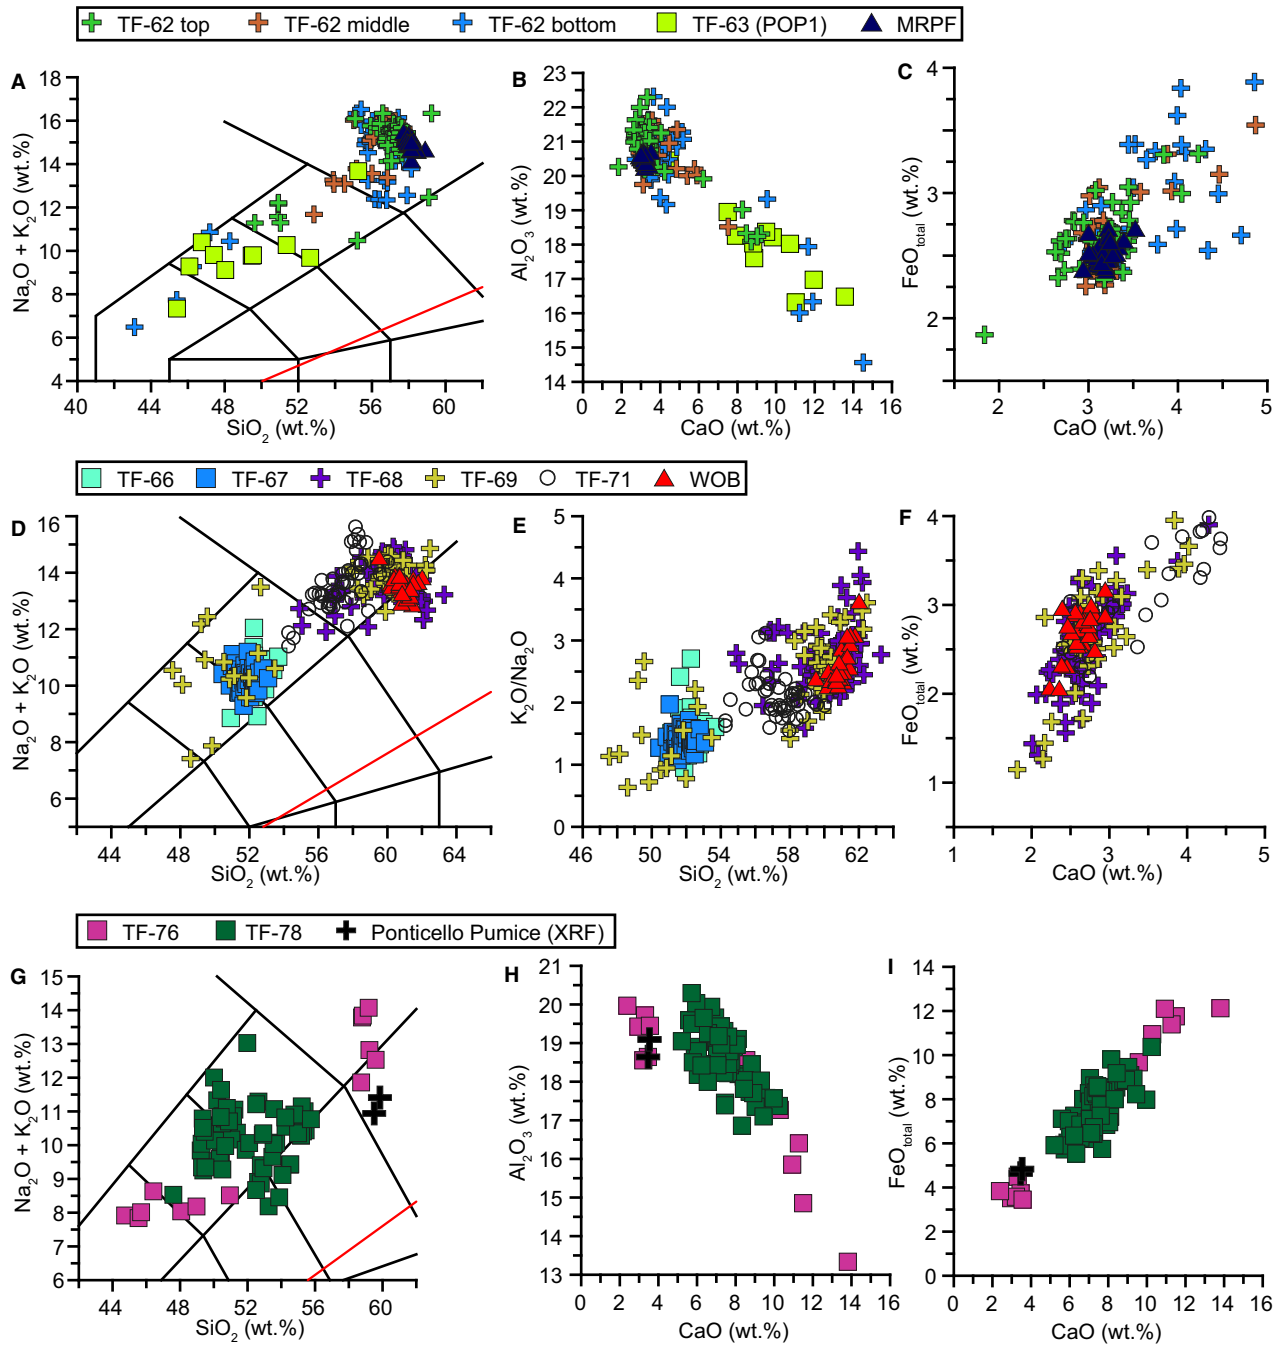 TF-62 top TF-62 middle TF-62 bottom TF-63 (POP1) MRPF
A
18
16
14
12
10
8
6
4
Na2O + K2O (wt.%)
40 44 48 52 56 60
SiO2 (wt.%)
B
23
22
21
20
19
18
17
16
15
14
Al2O3 (wt.%)
0 2 4 6 8 10 12 14 16
CaO (wt.%)
C
4
3
2
FeOtotal (wt.%)
2 3 4 5
CaO (wt.%)
TF-66 TF-67 TF-68 TF-69 TF-71 WOB
D
16
14
12
10
8
6
Na2O + K2O (wt.%)
44 48 52 56 60 64
SiO2 (wt.%)
E
5
4
3
2
1
0
K2O/Na2O
46 50 54 58 62
SiO2 (wt.%)
F
4
3
2
1
FeOtotal (wt.%)
1 2 3 4 5
CaO (wt.%)
TF-76 TF-78 Ponticello Pumice (XRF)
G
15
14
13
12
11
10
9
8
7
6
Na2O + K2O (wt.%)
44 48 52 56 60
SiO2 (wt.%)
H
21
20
19
18
17
16
15
14
13
Al2O3 (wt.%)
0 2 4 6 8 10 12 14 16
CaO (wt.%)
I
14
12
10
8
6
4
2
0
FeOtotal (wt.%)
0 2 4 6 8 10 12 14 16
CaO (wt.%)